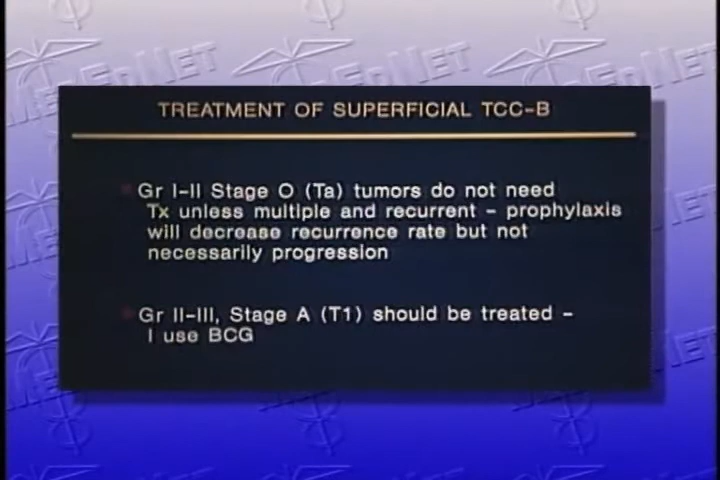 TREATMENT OF SUPERFICIAL TCC-B
Gr I-II Stage O (Ta) tumors do not need
Tx unless multiple and recurrent - prophylaxis
will decrease recurrence rate but not
necessarily progression
Gr II-III, Stage A (T1) should be treated -
I use BCG